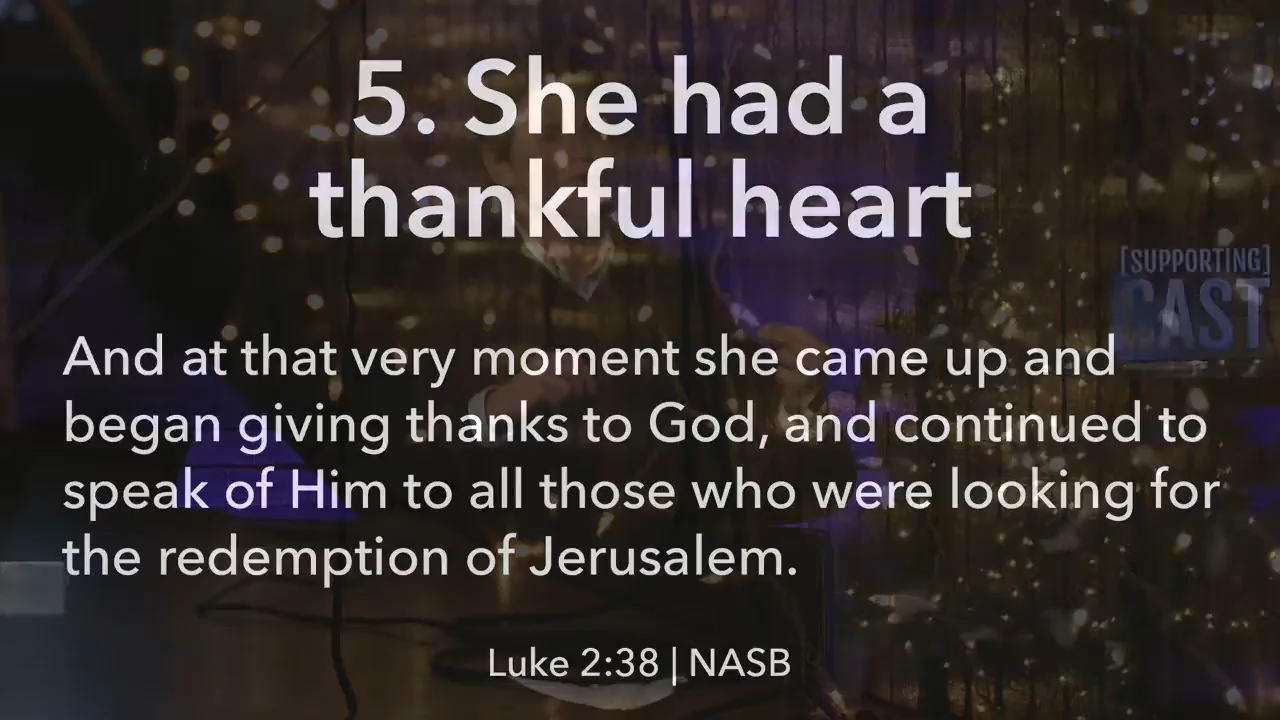 5. She had a
thankful heart
[SUPPORTING]
CAST
And at that very moment she came up and
began giving thanks to God, and continued to
speak of Him to all those who were looking for
the redemption of Jerusalem.
Luke 2:38 | NASB